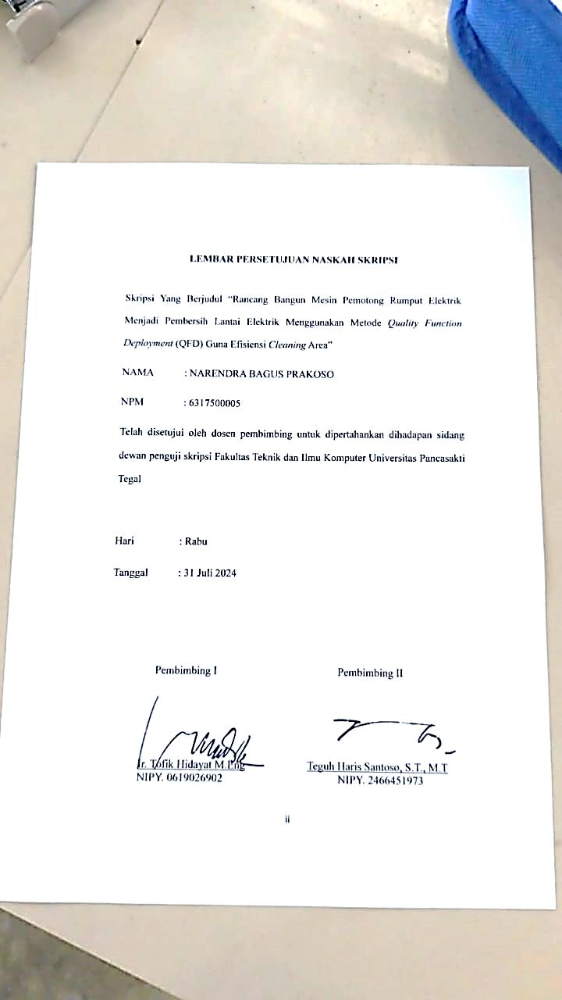 LEMBAR PERSETUJUAN NASKAH SKRIPSI
Skripsi Yang Berjudul “Rancang Bangun Mesin Pemotong Rumput Elektrik
Menjadi Pembersih Lantai Elektrik Menggunakan Metode Quality Function
Deployment (QFD) Guna Efisiensi Cleaning Area”
NAMA : NARENDRA BAGUS PRAKOSO
NPM : 6317500005
Telah disetujui oleh dosen pembimbing untuk dipertahankan dihadapan sidang
dewan penguji skripsi Fakultas Teknik dan Ilmu Komputer Universitas Pancasakti
Tegal
Hari : Rabu
Tanggal : 31 Juli 2024
Pembimbing I Pembimbing II
Ir. Tofik Hidayat M.Eng Teguh Haris Santoso, S.T., M.T
NIPY. 0619026902 NIPY. 2466451973
ii